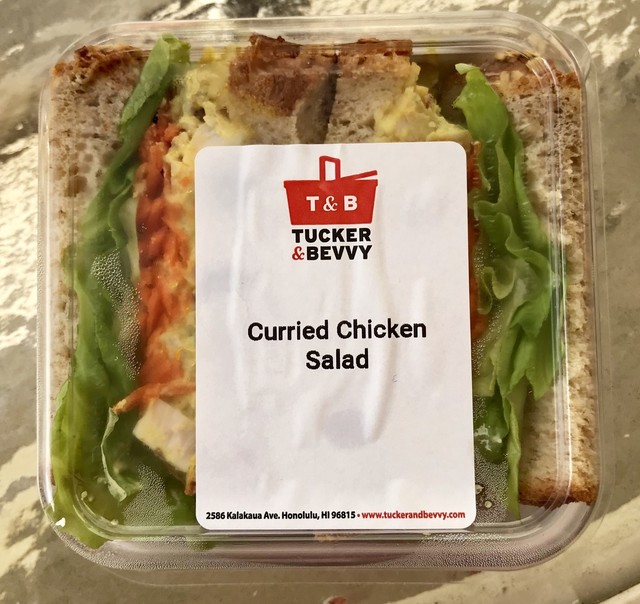 T & B
TUCKER
& BEVVY
Curried Chicken
Salad
2586 Kalakaua Ave. Honolulu, HI 96815 • www.tuckerandbevvy.com